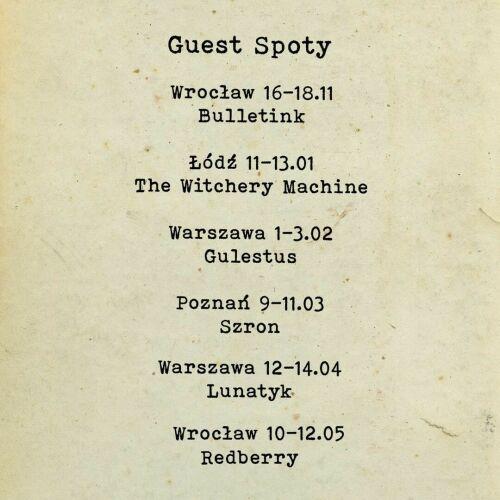 Guest Spoty
Wrocław 16-18.11
Bulletink
Łódź 11-13.01
The Witchery Machine
Warszawa 1-3.02
Gulestus
Poznań 9-11.03
Szron
Warszawa 12-14.04
Lunatyk
Wrocław 10-12.05
Redberry